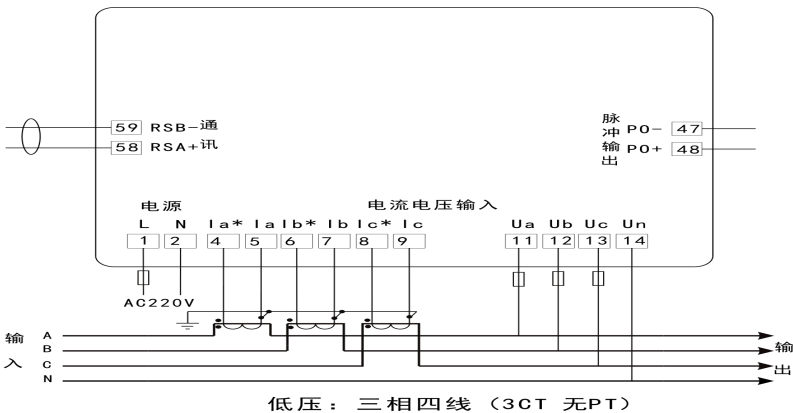 59 RSB-通
58 RSA+讯
脉冲输出
PO- 47
PO+ 48
电源
电流电压输入
L N Ia* Ia Ib* Ib Ic* Ic Ua Ub Uc Un
1 2 4 5 6 7 8 9 11 12 13 14
AC220V
输入
A
B
C
N
输出
低压：三相四线（3CT 无PT）